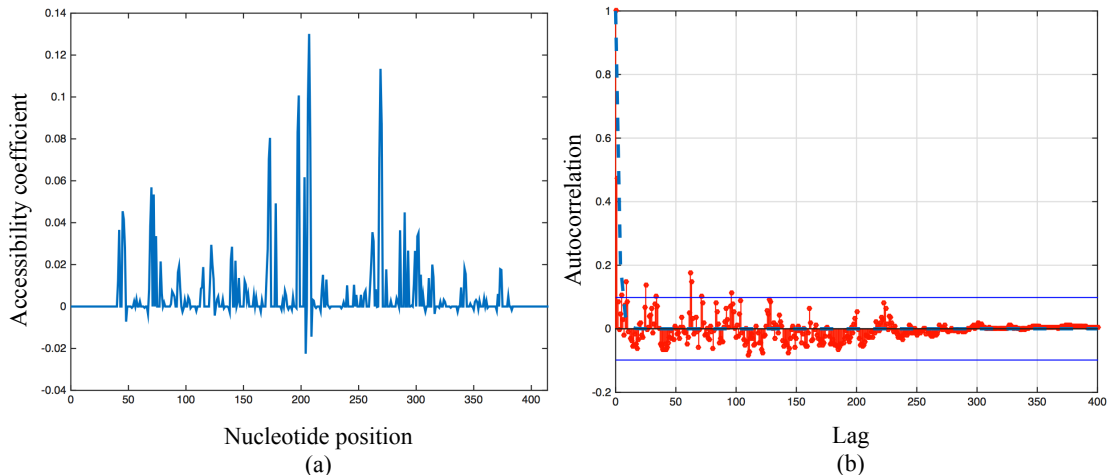 0.14
0.12
0.1
0.08
0.06
0.04
0.02
0
-0.02
-0.04
0 50 100 150 200 250 300 350 400
Accessibility coefficient
Nucleotide position
(a)
1
0.8
0.6
0.4
0.2
0
-0.2
0 50 100 150 200 250 300 350 400
Autocorrelation
Lag
(b)